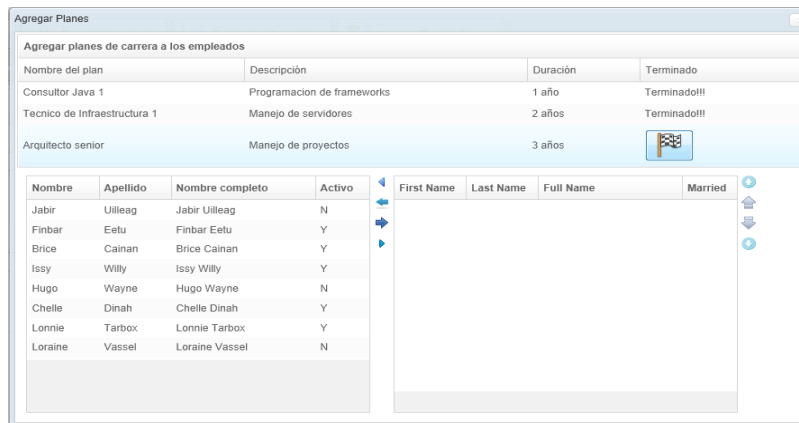 Agregar Planes
Agregar planes de carrera a los empleados
Nombre del plan Descripción Duración Terminado
Consultor Java 1 Programacion de frameworks 1 año Terminado!!!
Tecnico de Infraestructura 1 Manejo de servidores 2 años Terminado!!!
Arquitecto senior Manejo de proyectos 3 años
Nombre Apellido Nombre completo Activo First Name Last Name Full Name Married
Jabir Uilleag Jabir Uilleag N
Finbar Eetu Finbar Eetu Y
Brice Cainan Brice Cainan Y
Issy Willy Issy Willy Y
Hugo Wayne Hugo Wayne N
Chelle Dinah Chelle Dinah Y
Lonnie Tarbox Lonnie Tarbox Y
Loraine Vassel Loraine Vassel N